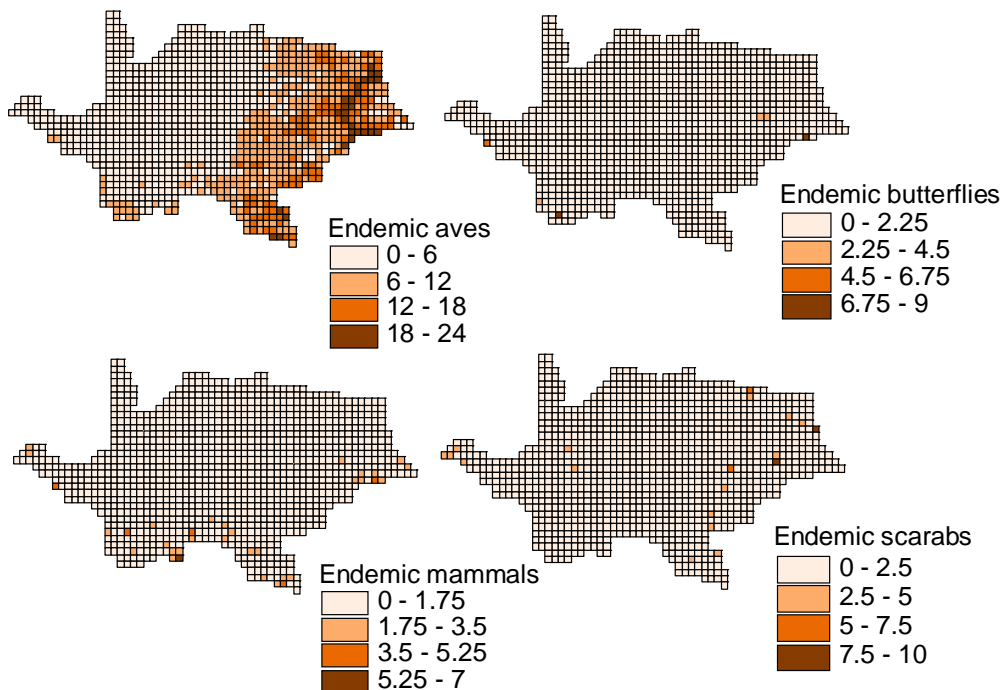 Endemic aves
0 - 6
6 - 12
12 - 18
18 - 24
Endemic butterflies
0 - 2.25
2.25 - 4.5
4.5 - 6.75
6.75 - 9
Endemic mammals
0 - 1.75
1.75 - 3.5
3.5 - 5.25
5.25 - 7
Endemic scarabs
0 - 2.5
2.5 - 5
5 - 7.5
7.5 - 10